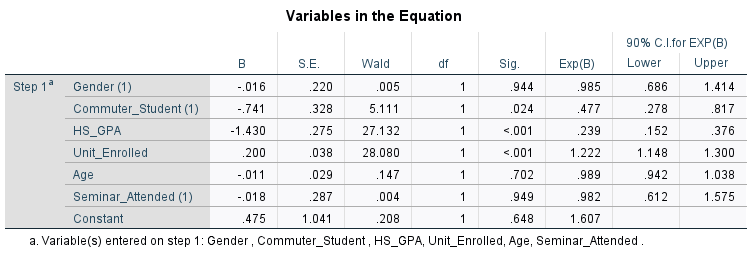 Variables in the Equation
90% C.I.for EXP(B)
B S.E. Wald df Sig. Exp(B) Lower Upper
Step 1a Gender (1) -.016 .220 .005 1 .944 .985 .686 1.414
Commuter_Student (1) -.741 .328 5.111 1 .024 .477 .278 .817
HS_GPA -1.430 .275 27.132 1 <.001 .239 .152 .376
Unit_Enrolled .200 .038 28.080 1 <.001 1.222 1.148 1.300
Age -.011 .029 .147 1 .702 .989 .942 1.038
Seminar_Attended (1) -.018 .287 .004 1 .949 .982 .612 1.575
Constant .475 1.041 .208 1 .648 1.607
a. Variable(s) entered on step 1: Gender , Commuter_Student , HS_GPA, Unit_Enrolled, Age, Seminar_Attended .